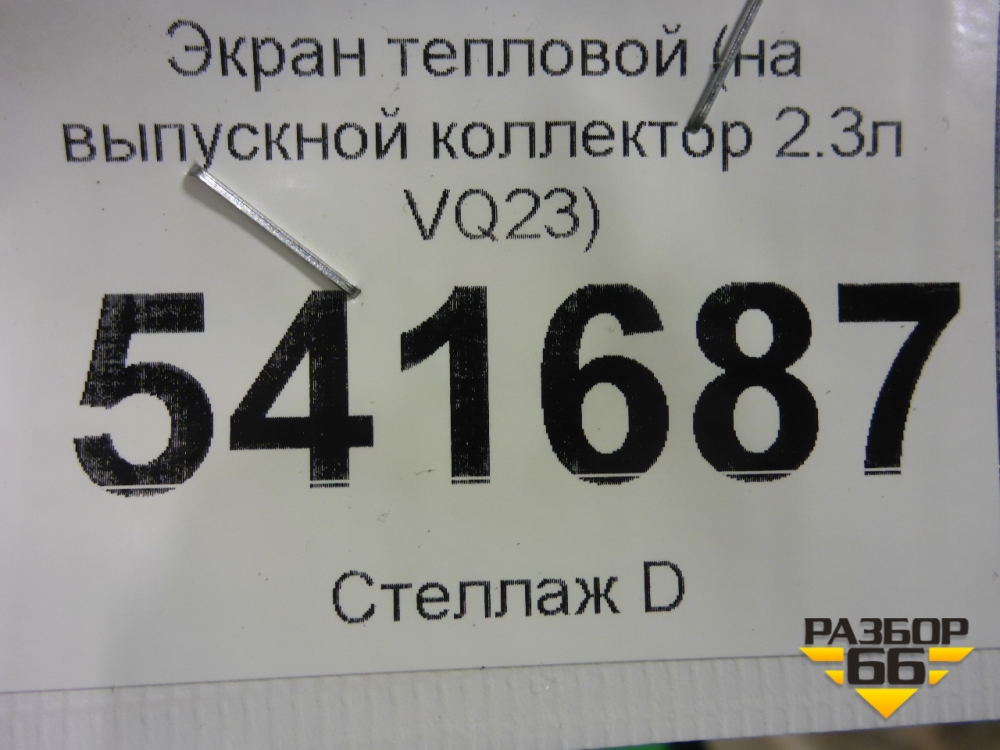 Экран тепловой (на
выпускной коллектор 2.3л
VQ23)
541687
Стеллаж D
РАЗБОР
66